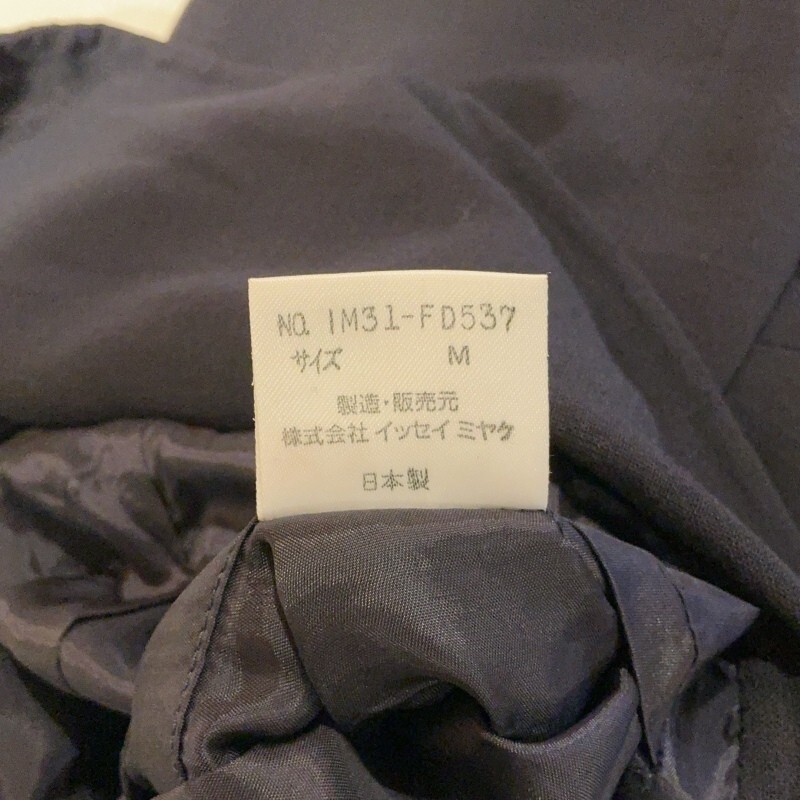 NO. IM31-FD537
サイズ M
製造・販売元
株式会社 イッセイ ミヤケ
日本製